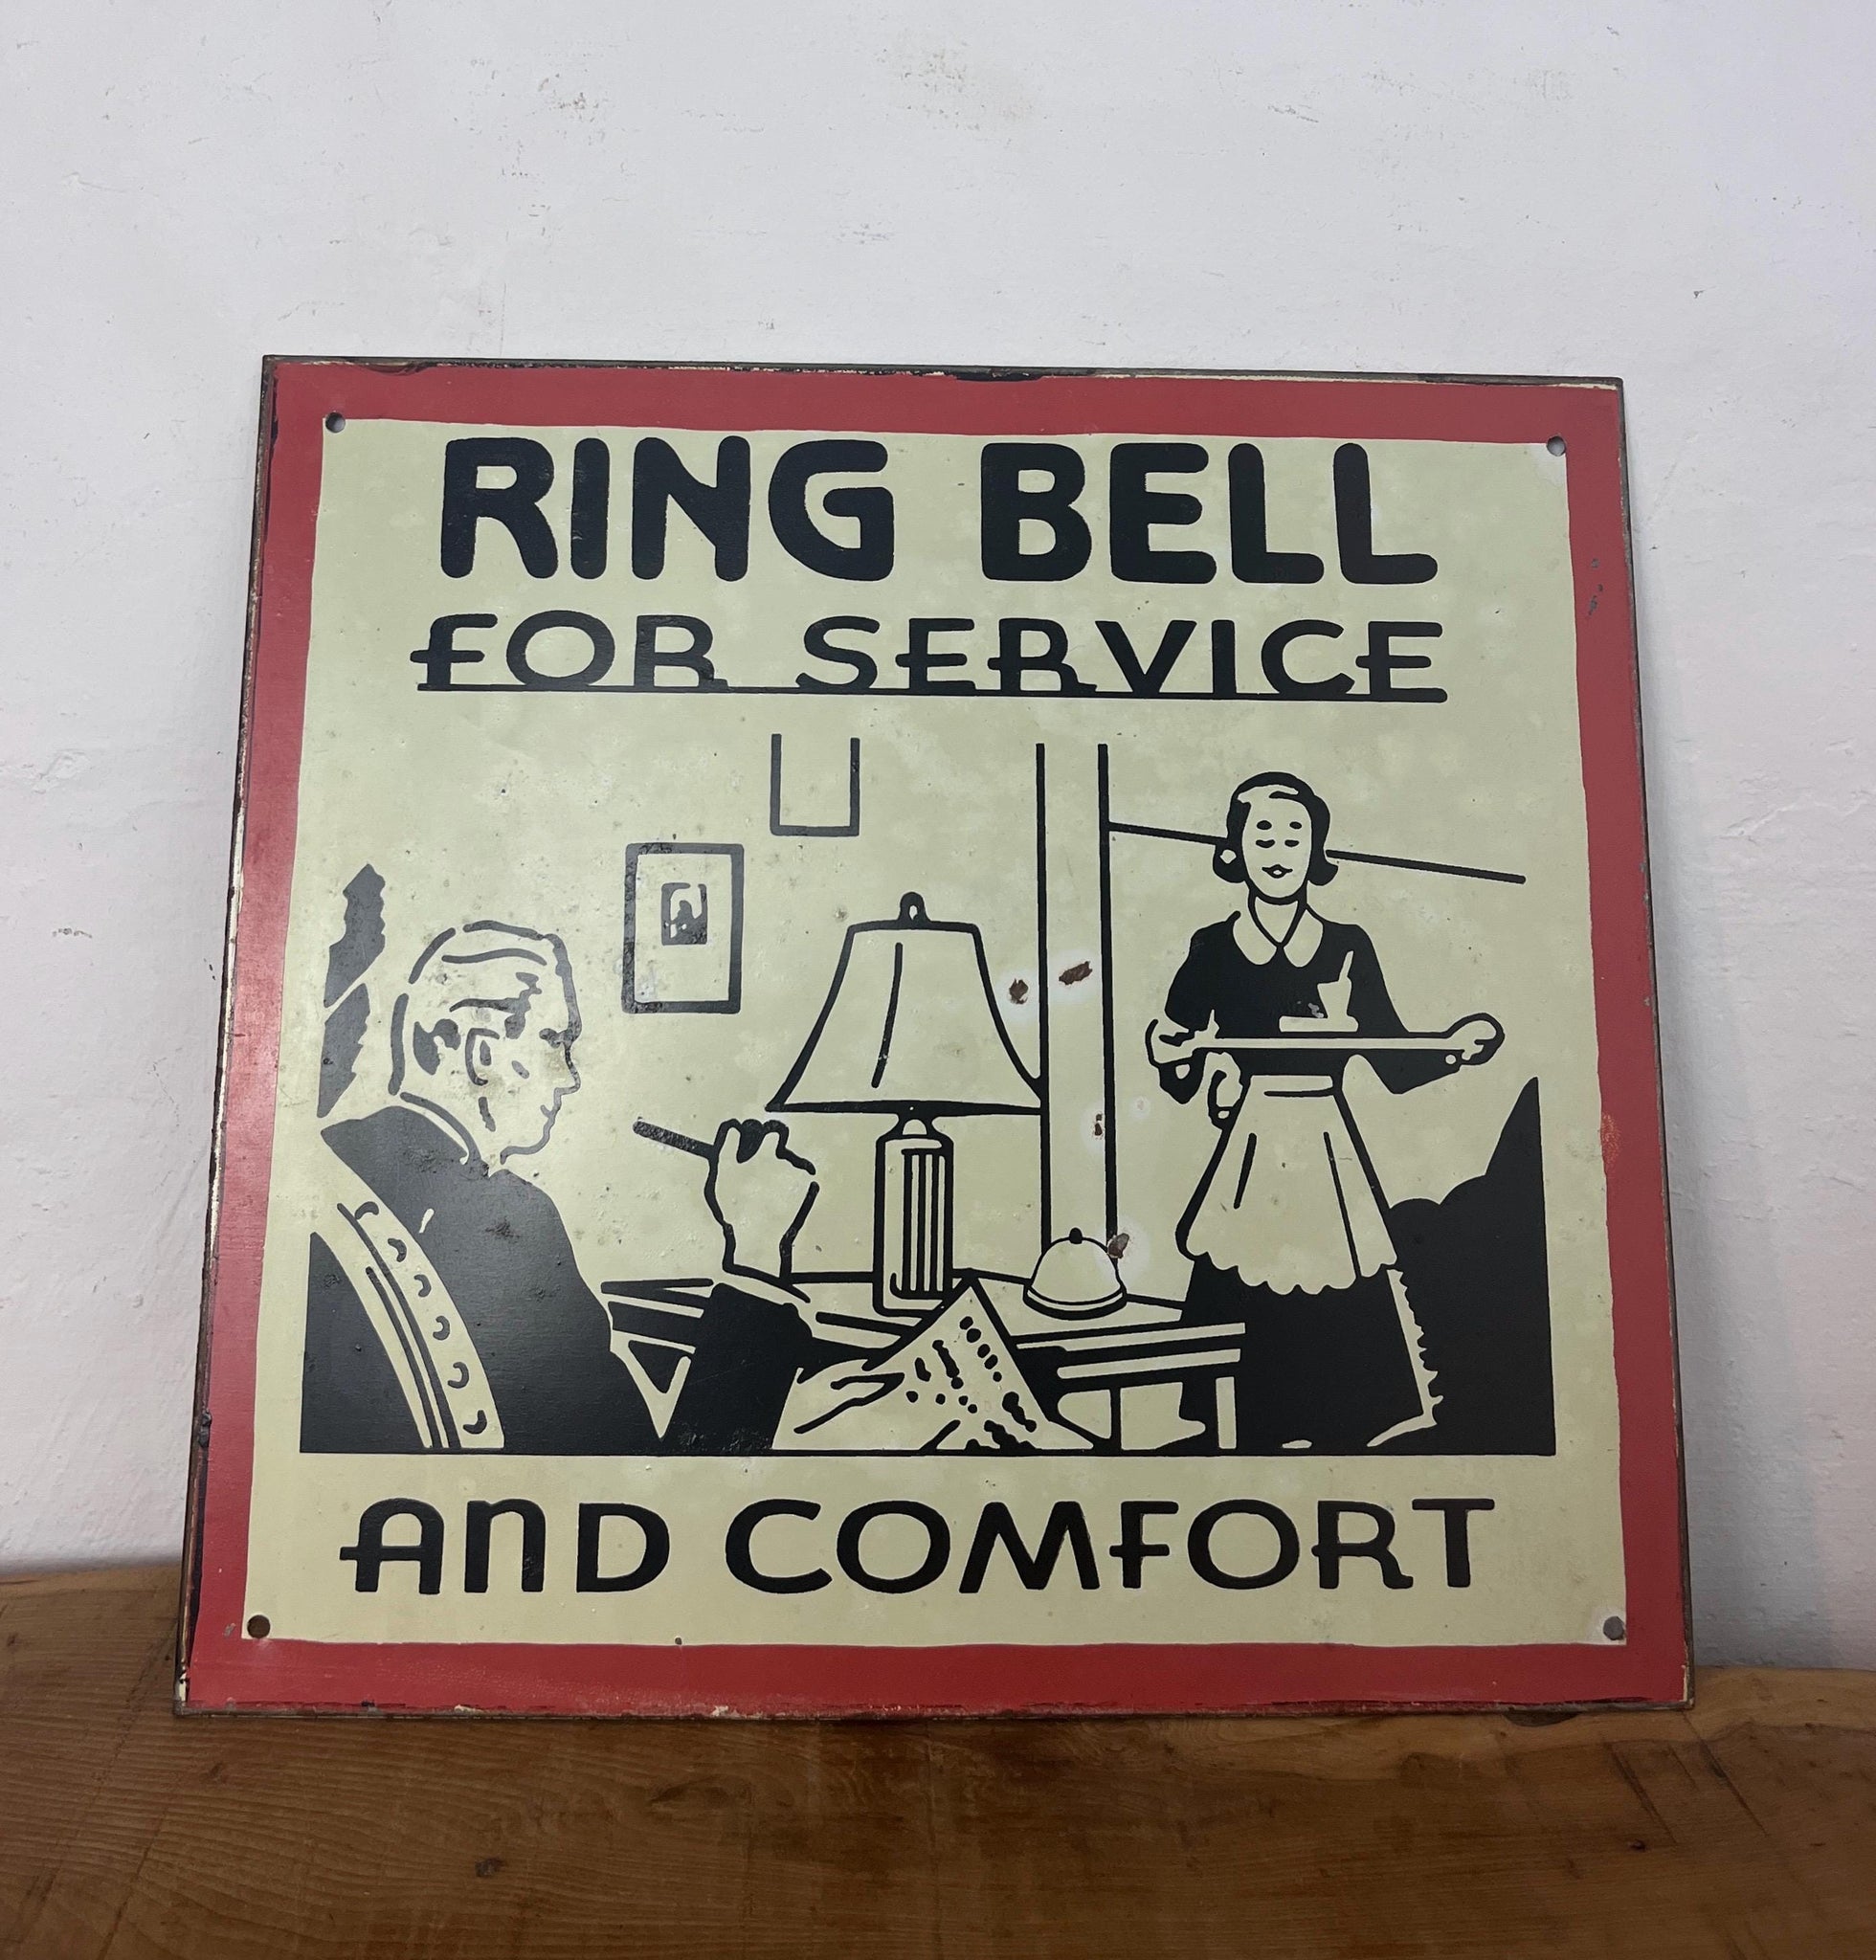 RING BELL
FOR SERVICE
AND COMFORT